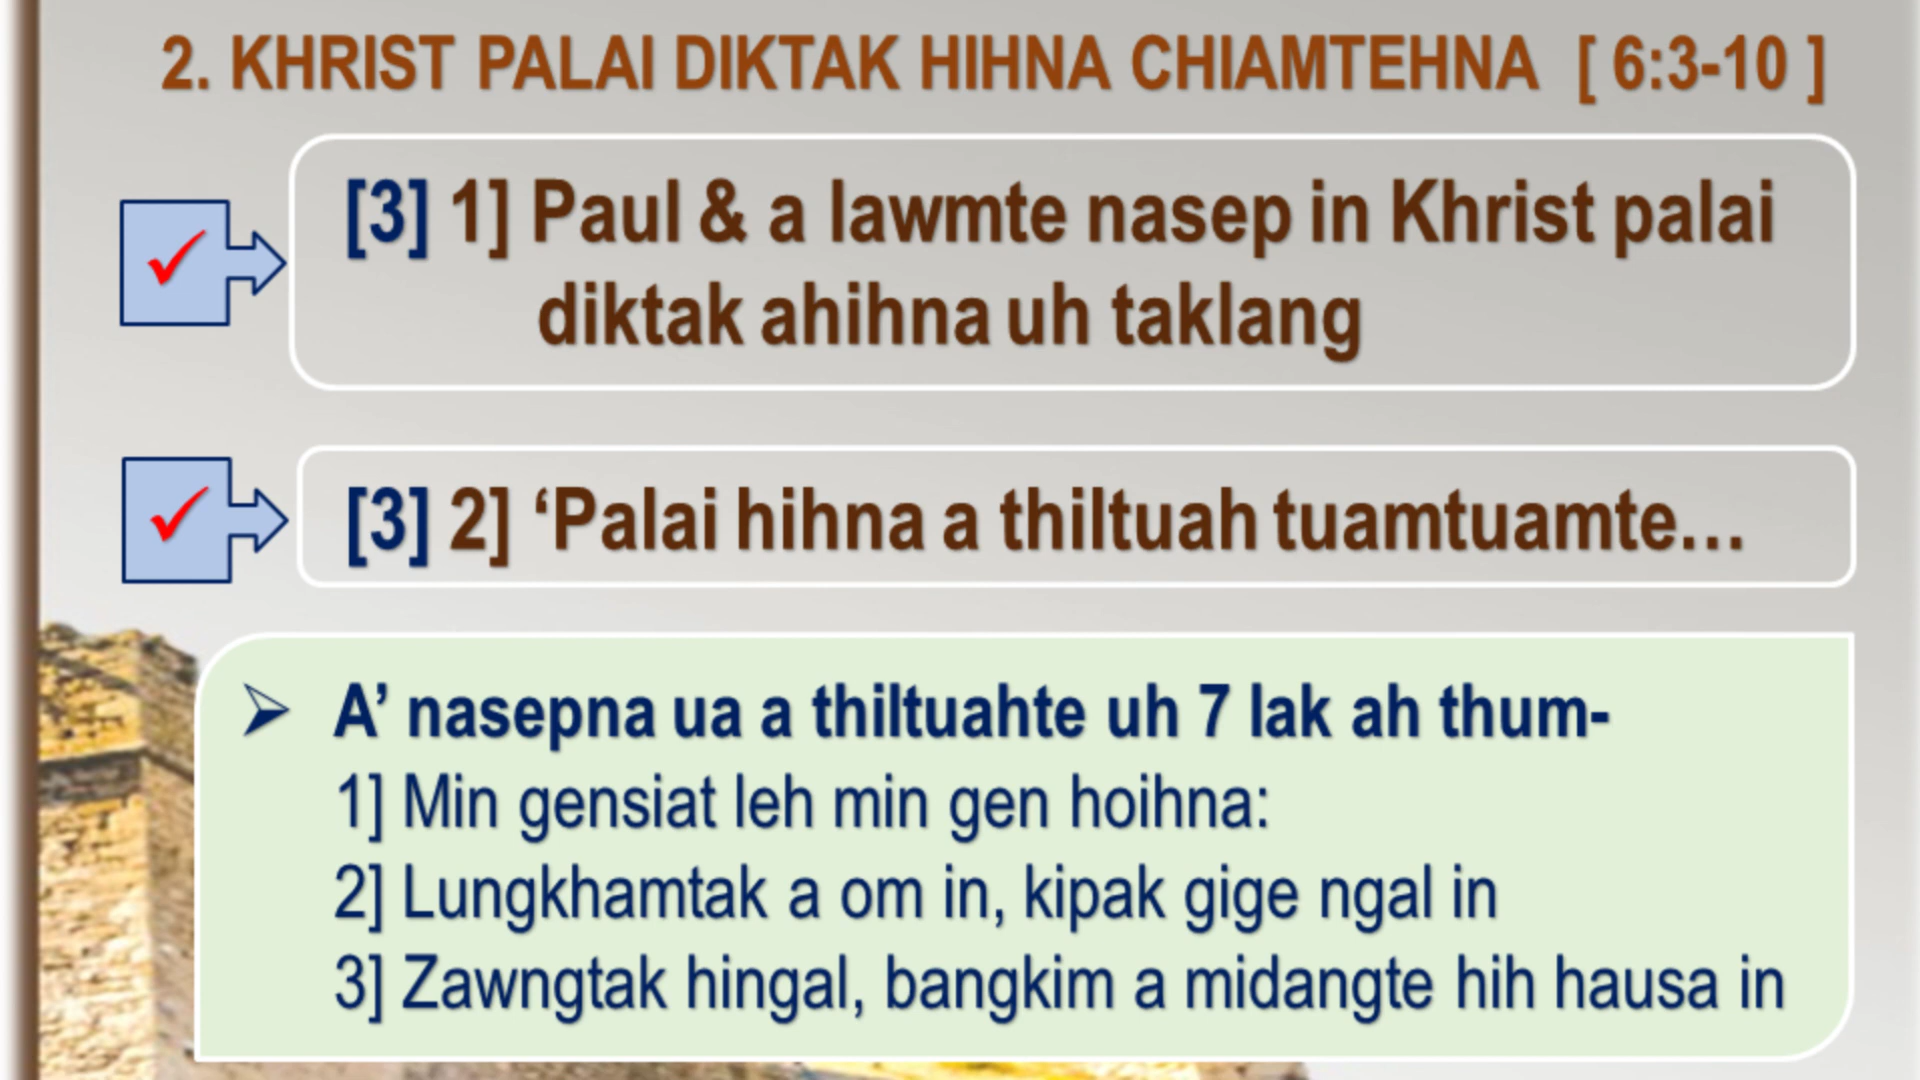 2. KHRIST PALAI DIKTAK HIHNA CHIAMTEHNA [ 6:3-10 ]
[3] 1] Paul & a lawmte nasep in Khrist palai
diktak ahihna uh taklang
[3] 2] ‘Palai hihna a thiltuah tuamtuamte…
➢ A’ nasepna ua a thiltuahte uh 7 lak ah thum-
1] Min gensiat leh min gen hoihna:
2] Lungkhamtak a om in, kipak gige ngal in
3] Zawngtak hingal, bangkim a midangte hih hausa in